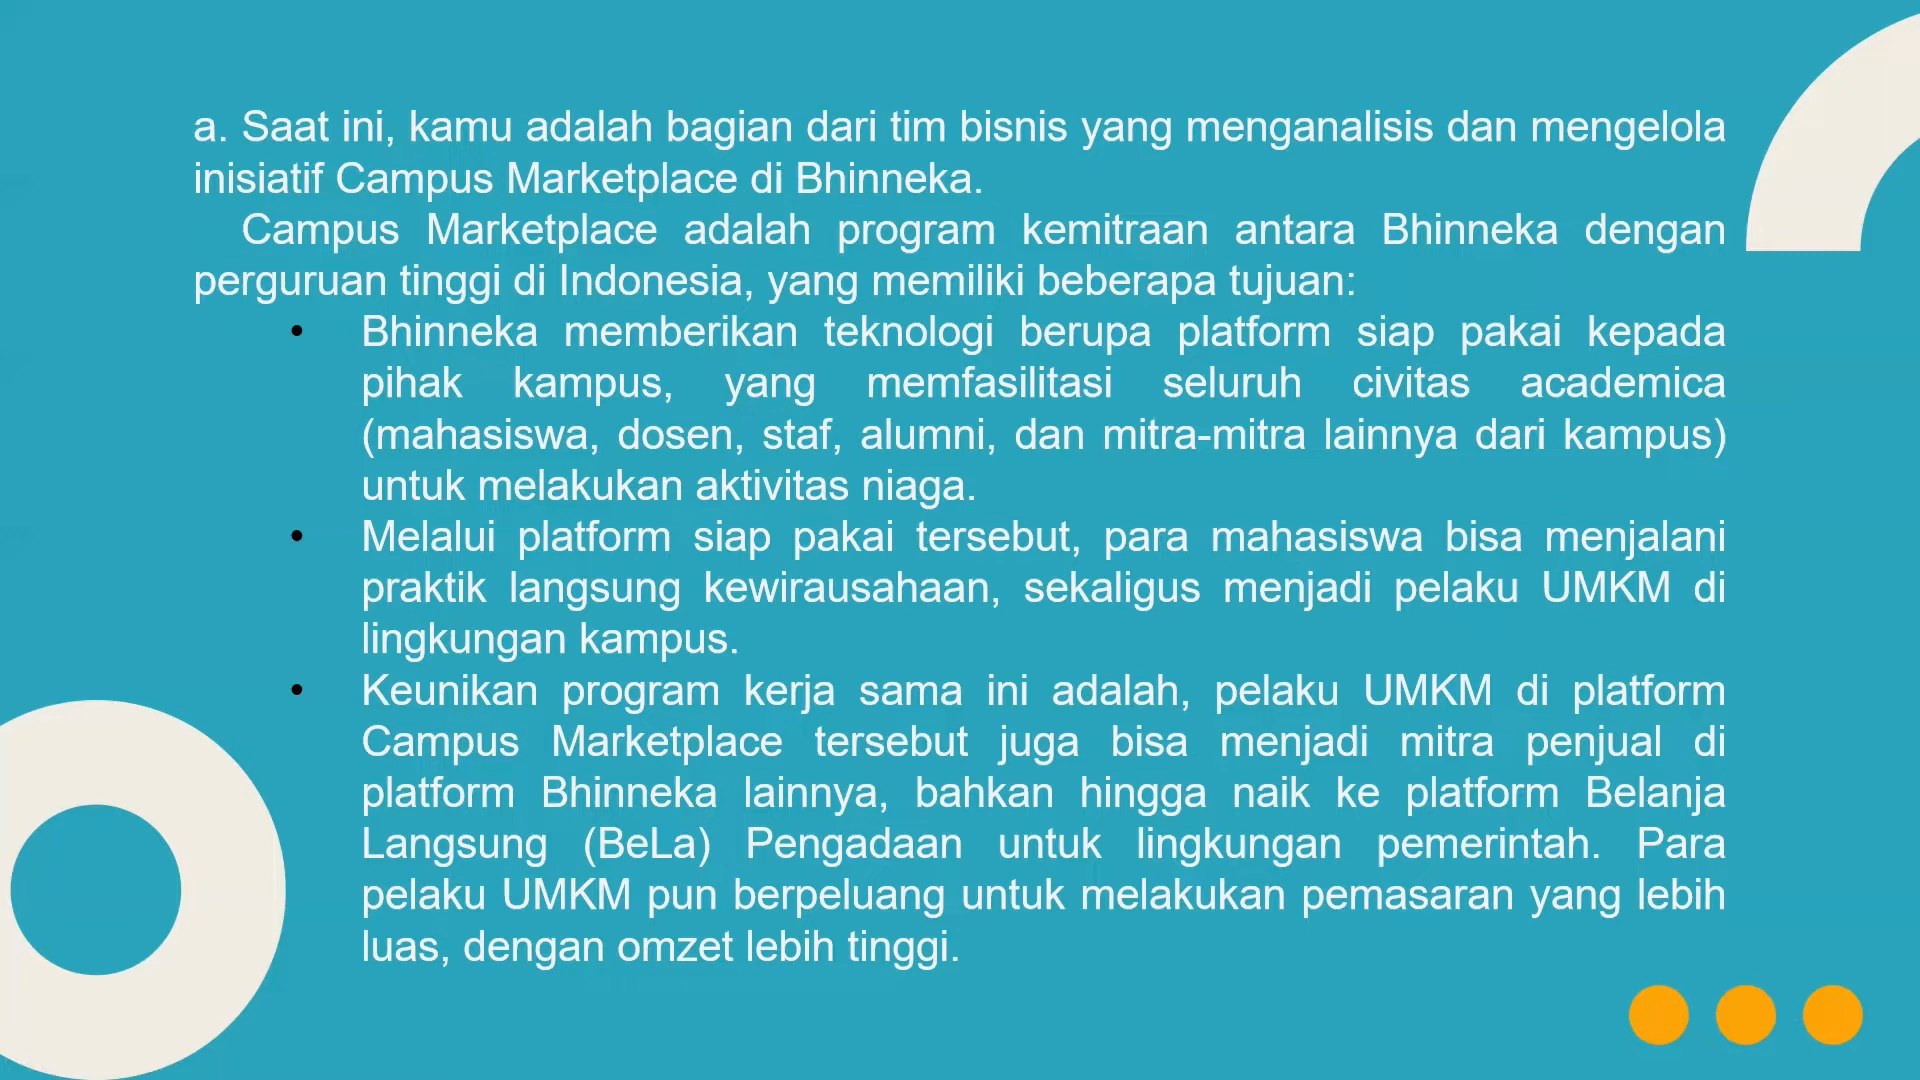 a. Saat ini, kamu adalah bagian dari tim bisnis yang menganalisis dan mengelola
inisiatif Campus Marketplace di Bhinneka.
Campus Marketplace adalah program kemitraan antara Bhinneka dengan
perguruan tinggi di Indonesia, yang memiliki beberapa tujuan:
• Bhinneka memberikan teknologi berupa platform siap pakai kepada
pihak kampus, yang memfasilitasi seluruh civitas academica
(mahasiswa, dosen, staf, alumni, dan mitra-mitra lainnya dari kampus)
untuk melakukan aktivitas niaga.
• Melalui platform siap pakai tersebut, para mahasiswa bisa menjalani
praktik langsung kewirausahaan, sekaligus menjadi pelaku UMKM di
lingkungan kampus.
• Keunikan program kerja sama ini adalah, pelaku UMKM di platform
Campus Marketplace tersebut juga bisa menjadi mitra penjual di
platform Bhinneka lainnya, bahkan hingga naik ke platform Belanja
Langsung (BeLa) Pengadaan untuk lingkungan pemerintah. Para
pelaku UMKM pun berpeluang untuk melakukan pemasaran yang lebih
luas, dengan omzet lebih tinggi.